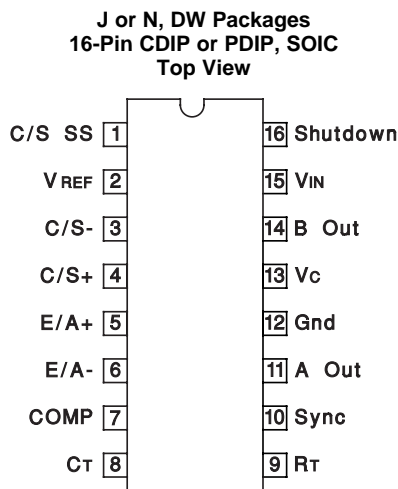 J or N, DW Packages
16-Pin CDIP or PDIP, SOIC
Top View
C/S SS 1 16 Shutdown
VREF 2 15 VIN
C/S- 3 14 B Out
C/S+ 4 13 Vc
E/A+ 5 12 Gnd
E/A- 6 11 A Out
COMP 7 10 Sync
CT 8 9 RT